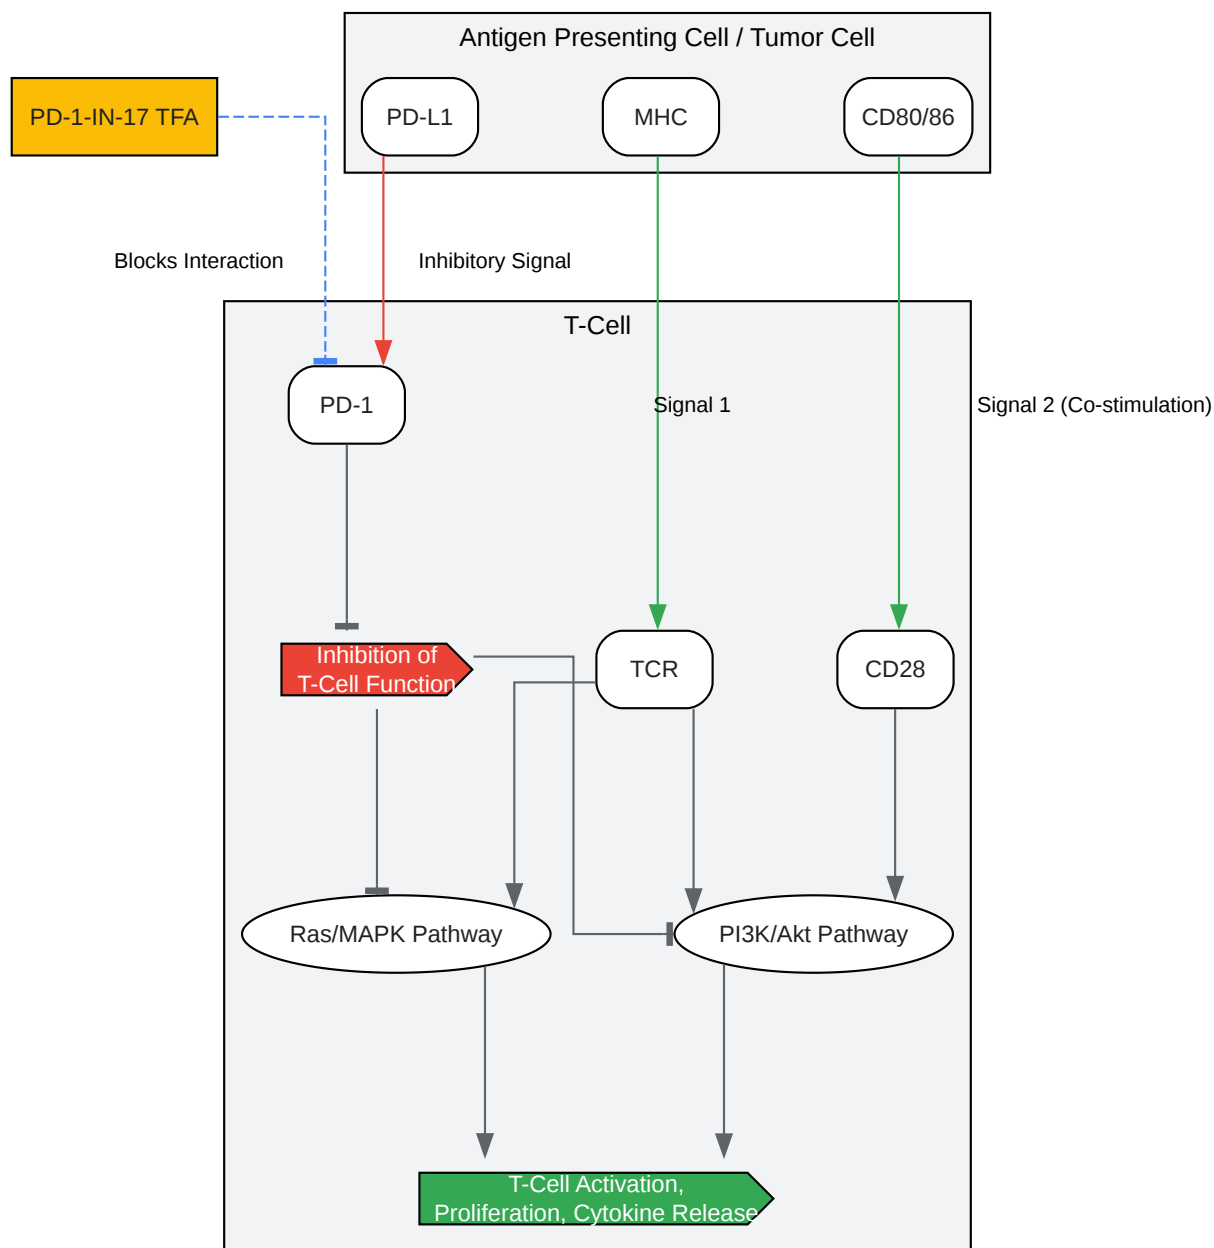 Antigen Presenting Cell / Tumor Cell
PD-1-IN-17 TFA
PD-L1
MHC
CD80/86
Blocks Interaction
Inhibitory Signal
T-Cell
PD-1
Signal 1
Signal 2 (Co-stimulation)
Inhibition of
T-Cell Function
TCR
CD28
Ras/MAPK Pathway
PI3K/Akt Pathway
T-Cell Activation,
Proliferation, Cytokine Release